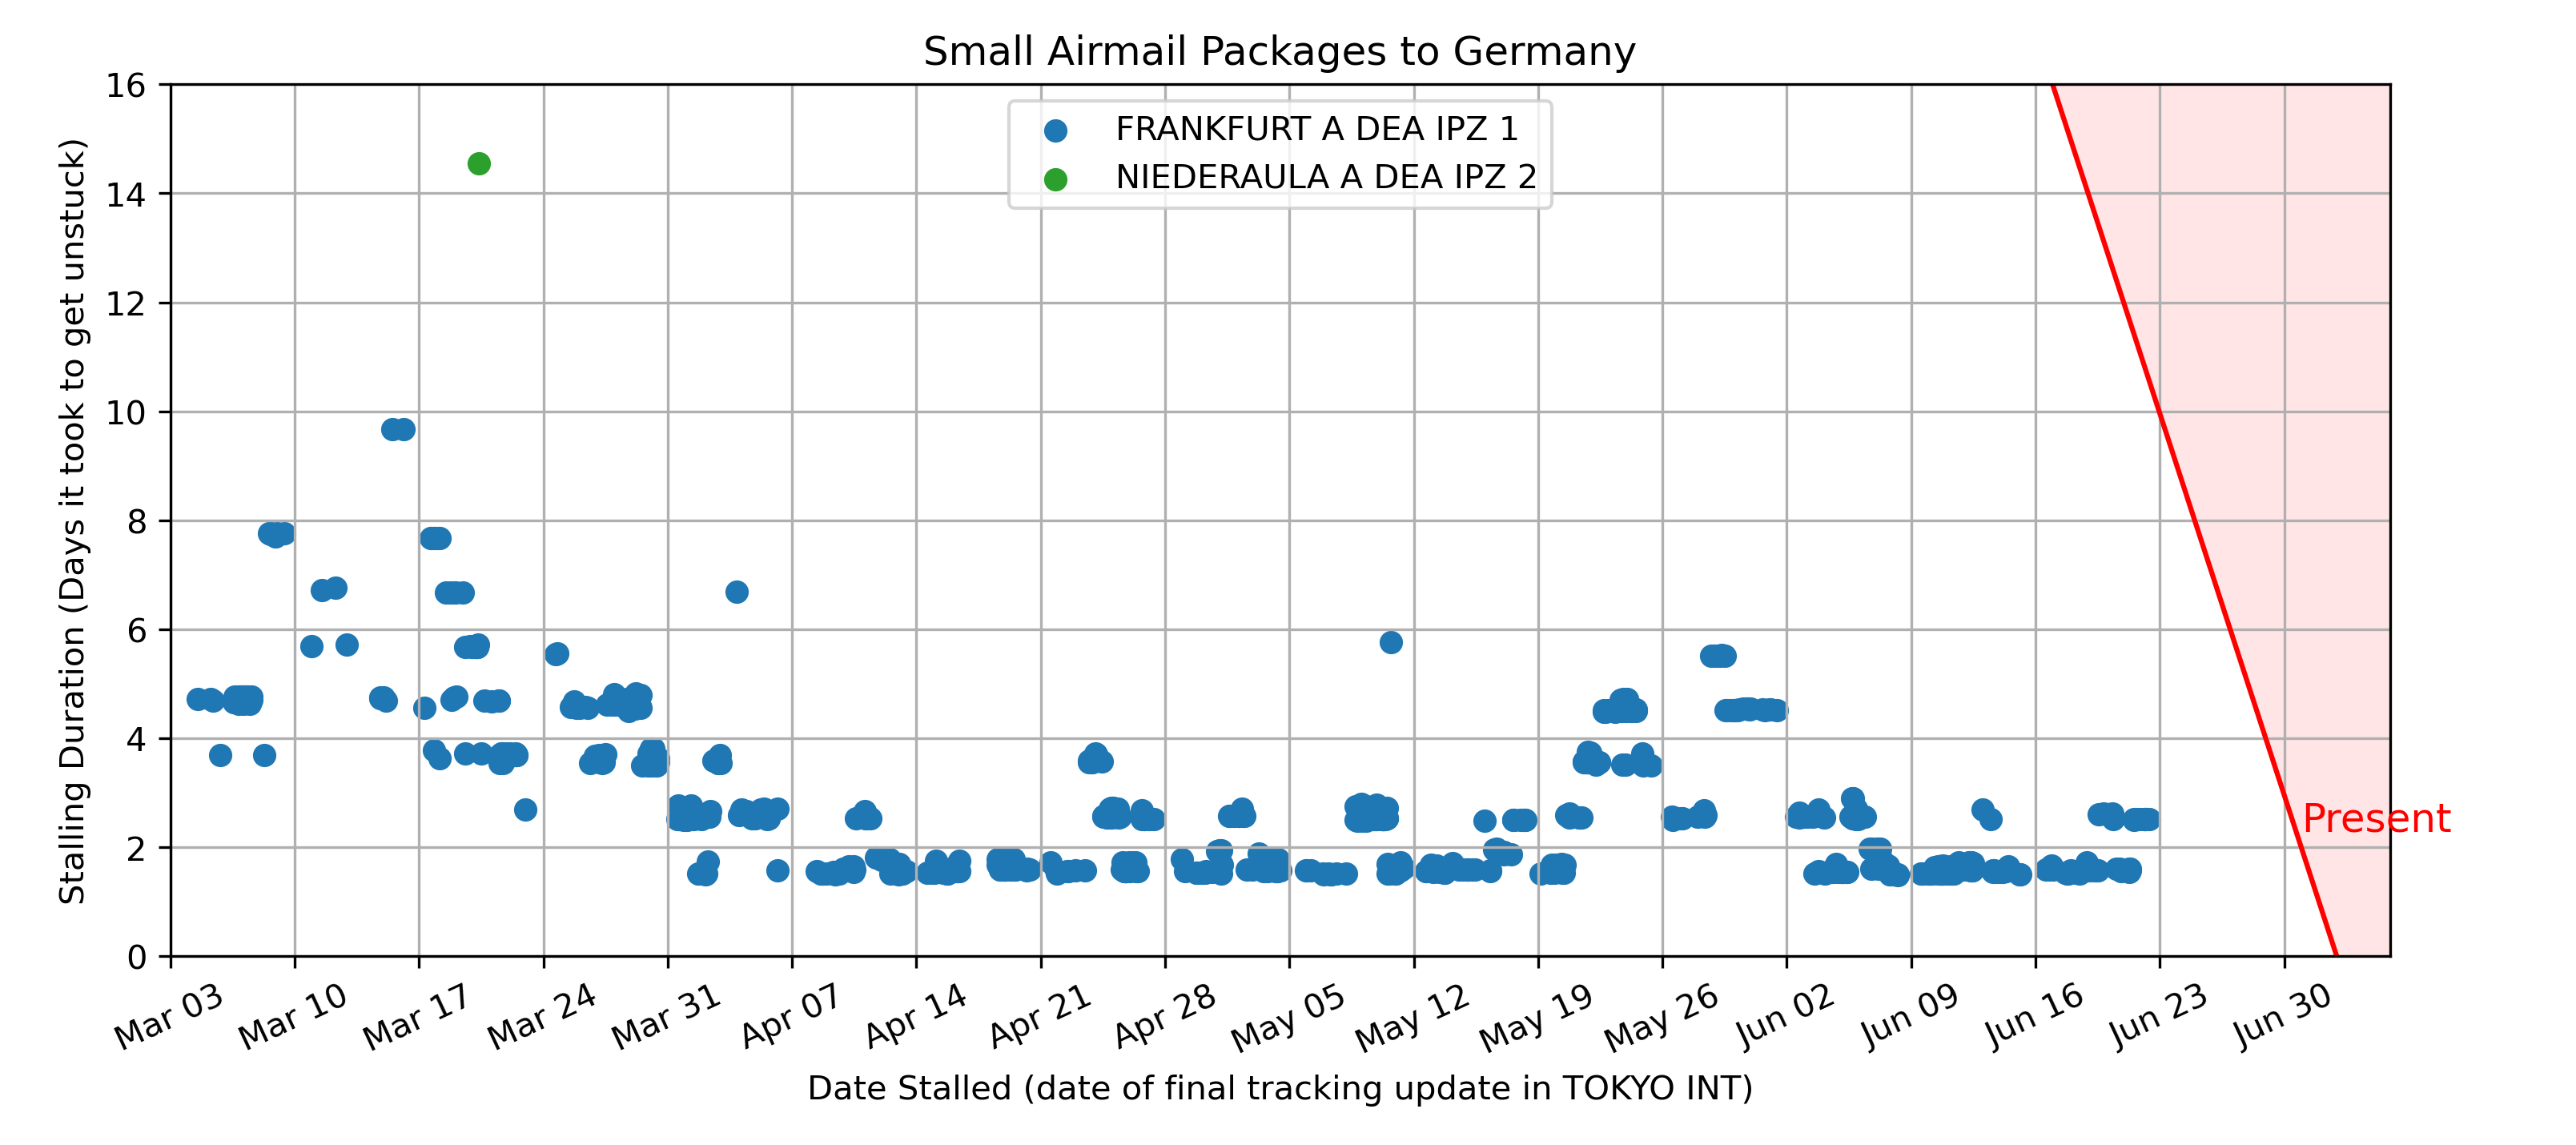 Small Airmail Packages to Germany
FRANKFURT A DEA IPZ 1
NIEDERAULA A DEA IPZ 2
Stalling Duration (Days it took to get unstuck)
16
14
12
10
8
6
4
2
0
Present
Mar 03
Mar 10
Mar 17
Mar 24
Mar 31
Apr 07
Apr 14
Apr 21
Apr 28
May 05
May 12
May 19
May 26
Jun 02
Jun 09
Jun 16
Jun 23
Jun 30
Date Stalled (date of final tracking update in TOKYO INT)